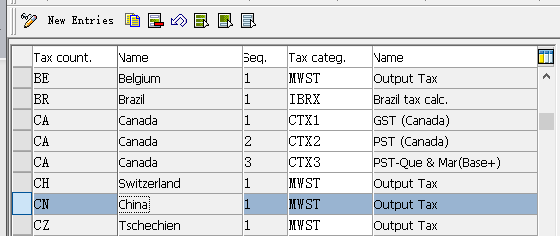 New Entries
Tax count. Name Seq. Tax categ. Name
BE Belgium 1 MWST Output Tax
BR Brazil 1 IBRX Brazil tax calc.
CA Canada 1 CTX1 GST (Canada)
CA Canada 2 CTX2 PST (Canada)
CA Canada 3 CTX3 PST-Que & Mar(Base+)
CH Switzerland 1 MWST Output Tax
CN China 1 MWST Output Tax
CZ Tschechien 1 MWST Output Tax